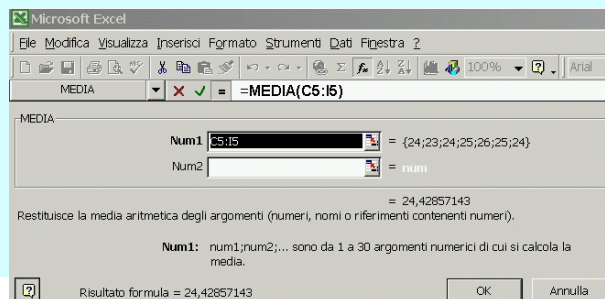 Microsoft Excel
File Modifica Visualizza Inserisci Formato Strumenti Dati Finestra ?
100% Arial
MEDIA = =MEDIA(C5:I5)
MEDIA
Num1 C5:I5 = {24;23;24;25;26;25;24}
Num2 = num
= 24,42857143
Restituisce la media aritmetica degli argomenti (numeri, nomi o riferimenti contenenti numeri).
Num1: num1;num2;... sono da 1 a 30 argomenti numerici di cui si calcola la
media.
Risultato formula = 24,42857143 OK Annulla